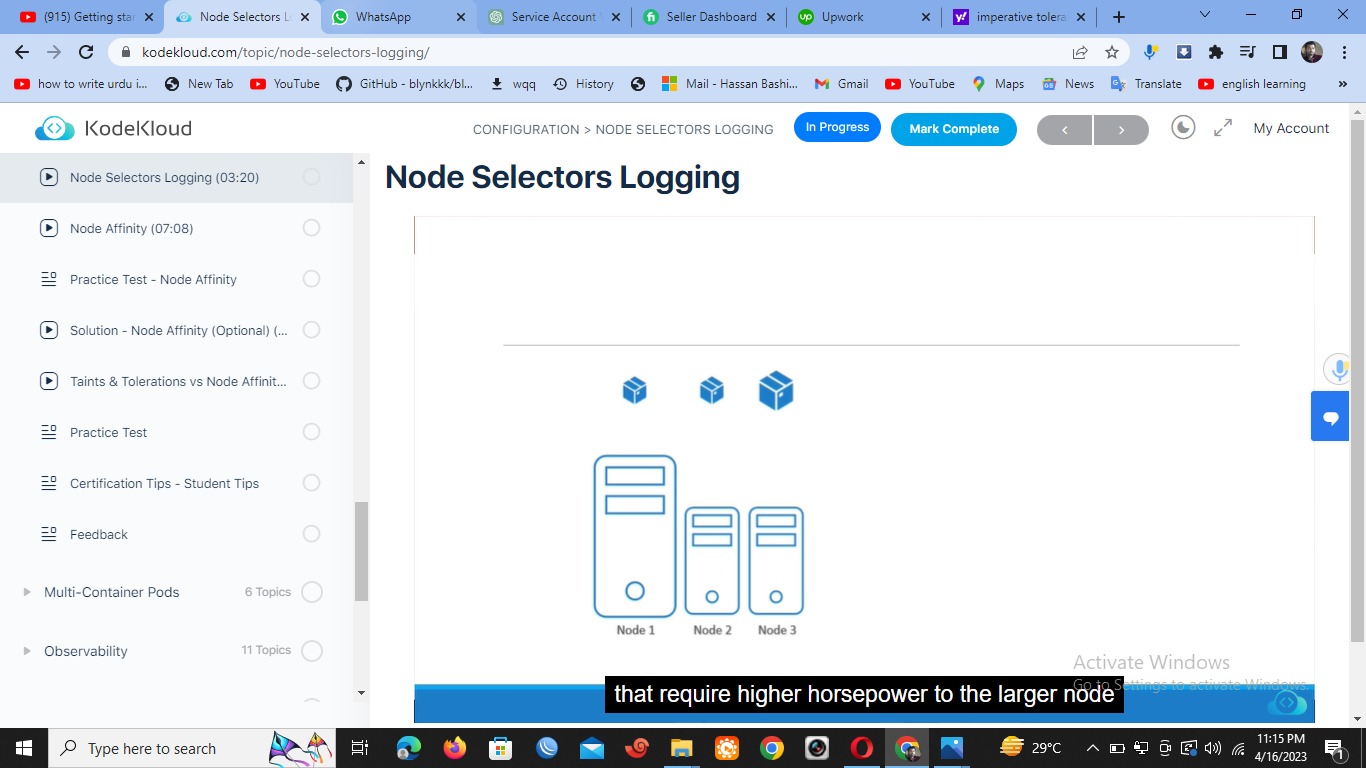 (915) Getting star
Node Selectors L
WhatsApp
Service Account
Seller Dashboard
Upwork
imperative tolera
kodekloud.com/topic/node-selectors-logging/
how to write urdu i...
New Tab
YouTube
GitHub - blynkkk/bl...
wqq
History
Mail - Hassan Bashi...
Gmail
YouTube
Maps
News
Translate
english learning
KodeKloud
CONFIGURATION > NODE SELECTORS LOGGING
In Progress
Mark Complete
My Account
Node Selectors Logging (03:20)
Node Affinity (07:08)
Practice Test - Node Affinity
Solution - Node Affinity (Optional) (...
Taints & Tolerations vs Node Affinit...
Practice Test
Certification Tips - Student Tips
Feedback
Multi-Container Pods 6 Topics
Observability 11 Topics
Node Selectors Logging
Node 1 Node 2 Node 3
that require higher horsepower to the larger node
Activate Windows
Go to Settings to activate Windows.
Type here to search
29°C
11:15 PM
4/16/2023
1